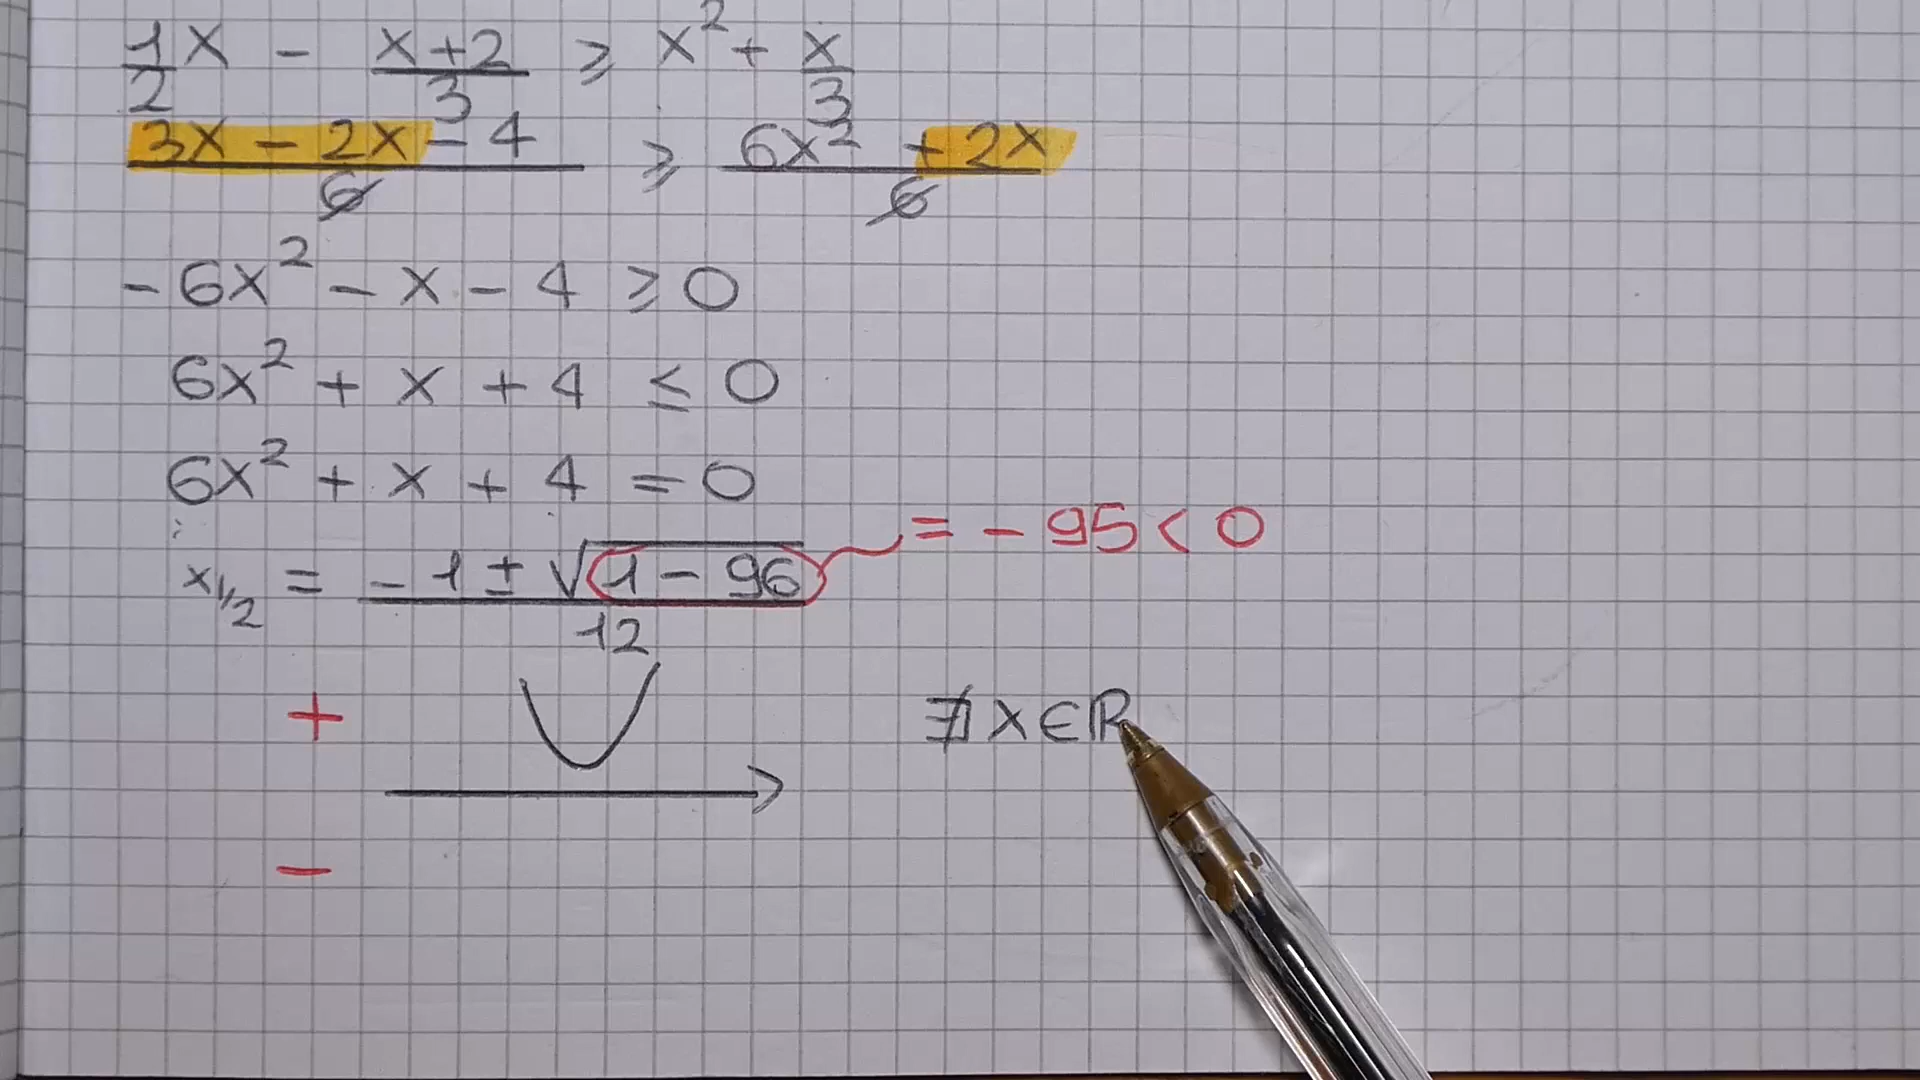 1/2 x - (x+2)/3 ≥ x² + x/3
(3x - 2x - 4)/6 ≥ (6x² + 2x)/6
- 6x² - x - 4 ≥ 0
6x² + x + 4 ≤ 0
6x² + x + 4 = 0
x1/2 = (-1 ± √(1 - 96))/12 = - 95 < 0
+
∄ x ∈ ℝ
-